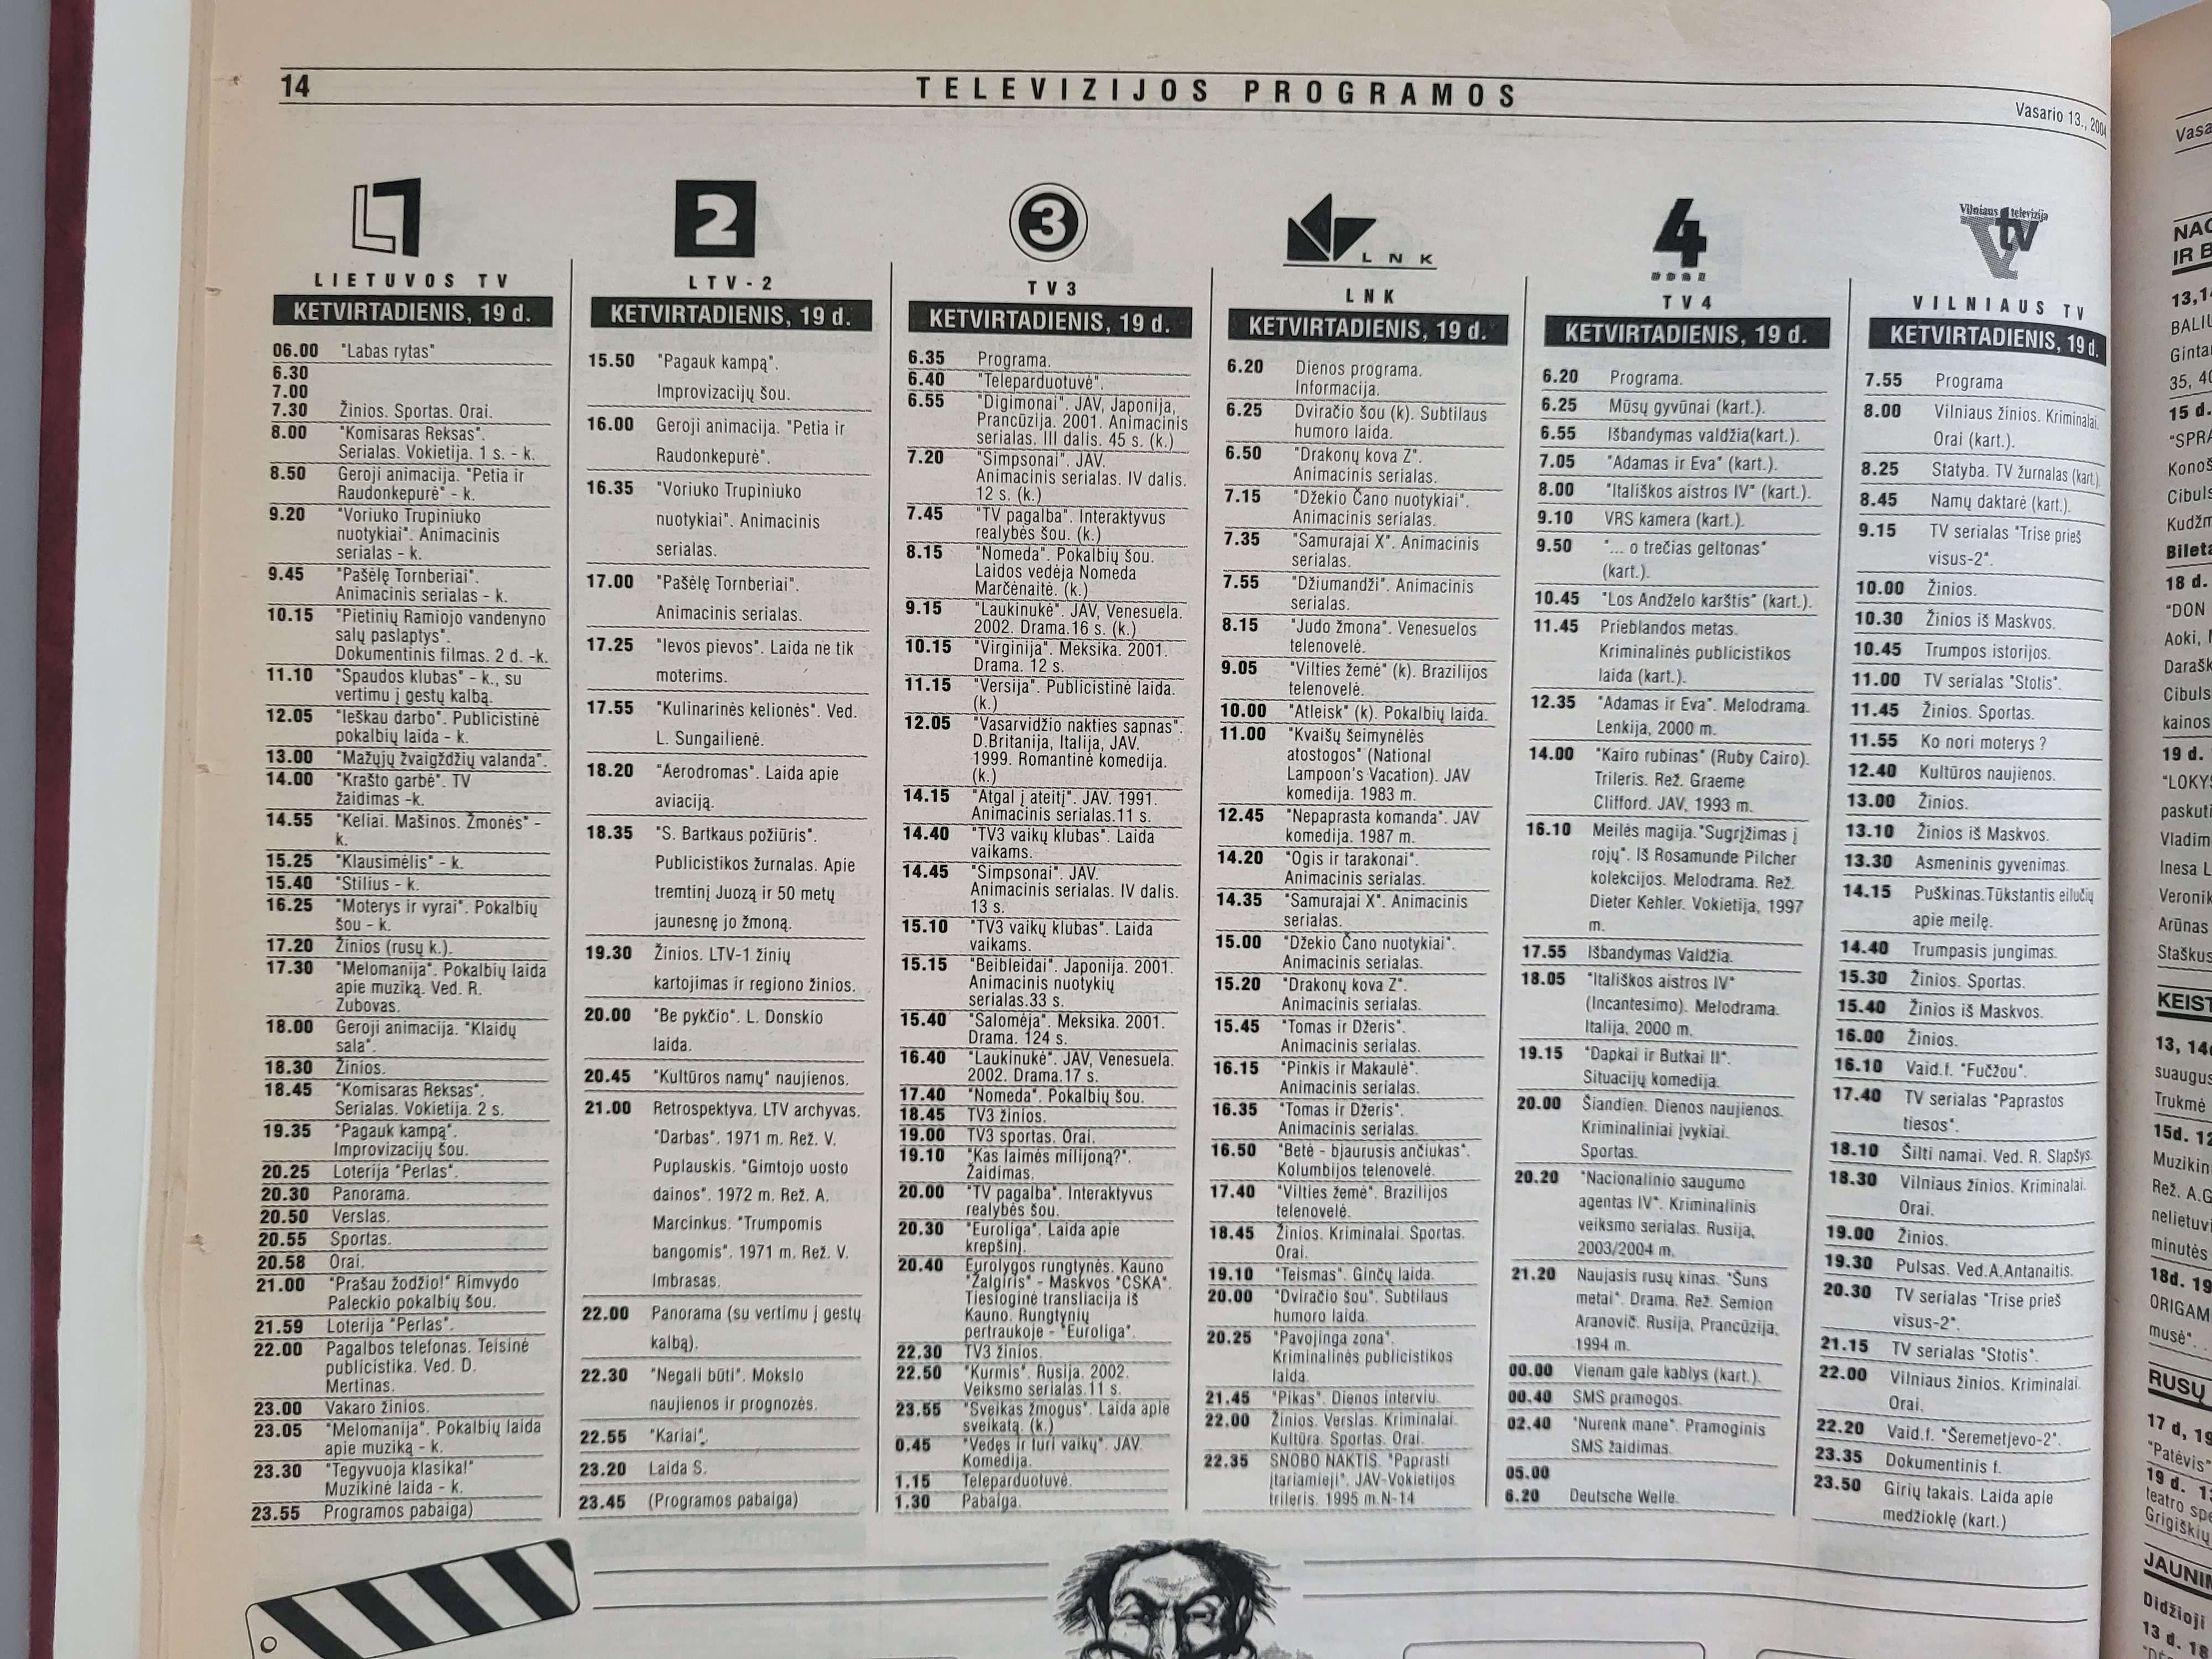 14
TELEVIZIJOS PROGRAMOS
Vasario 13., 2004
LIETUVOS TV
KETVIRTADIENIS, 19 d.
06.00 "Labas rytas"
6.30
7.00
7.30 Žinios. Sportas. Orai.
8.00 "Komisaras Reksas".
Serialas. Vokietija. 1 s. - k.
8.50 Geroji animacija. "Petia ir
Raudonkepurė" - k.
9.20 "Voriuko Trupiniuko
nuotykiai". Animacinis
serialas - k.
9.45 "Pašėlę Tornberiai".
Animacinis serialas - k.
10.15 "Pietinių Ramiojo vandenyno
salų paslaptys".
Dokumentinis filmas. 2 d. -k.
11.10 "Spaudos klubas" - k., su
vertimu į gestų kalbą.
12.05 "Ieškau darbo". Publicistinė
pokalbių laida - k.
13.00 "Mažųjų žvaigždžių valanda".
14.00 "Krašto garbė". TV
žaidimas -k.
14.55 "Keliai. Mašinos. Žmonės" -
k.
15.25 "Klausimėlis" - k.
15.40 "Stilius - k.
16.25 "Moterys ir vyrai". Pokalbių
šou - k.
17.20 Žinios (rusų k.).
17.30 "Melomanija". Pokalbių laida
apie muziką. Ved. R.
Zubovas.
18.00 Geroji animacija. "Klaidų
sala".
18.30 Žinios.
18.45 "Komisaras Reksas".
Serialas. Vokietija. 2 s.
19.35 "Pagauk kampą".
Improvizacijų šou.
20.25 Loterija "Perlas".
20.30 Panorama.
20.50 Verslas.
20.55 Sportas.
20.58 Orai.
21.00 "Prašau žodžio!" Rimvydo
Paleckio pokalbių šou.
21.59 Loterija "Perlas".
22.00 Pagalbos telefonas. Teisinė
publicistika. Ved. D.
Mertinas.
23.00 Vakaro žinios.
23.05 "Melomanija". Pokalbių laida
apie muziką - k.
23.30 "Tegyvuoja klasika!"
Muzikinė laida - k.
23.55 Programos pabaiga)
2
LTV-2
KETVIRTADIENIS, 19 d.
15.50 "Pagauk kampą".
Improvizacijų šou.
16.00 Geroji animacija. "Petia ir
Raudonkepurė".
16.35 "Voriuko Trupiniuko
nuotykiai". Animacinis
serialas.
17.00 "Pašėlę Tornberiai".
Animacinis serialas.
17.25 "Ievos pievos". Laida ne tik
moterims.
17.55 "Kulinarinės kelionės". Ved.
L. Sungailienė.
18.20 "Aerodromas". Laida apie
aviaciją.
18.35 "S. Bartkaus požiūris".
Publicistikos žurnalas. Apie
tremtinį Juozą ir 50 metų
jaunesnę jo žmoną.
19.30 Žinios. LTV-1 žinių
kartojimas ir regiono žinios.
20.00 "Be pykčio". L. Donskio
laida.
20.45 "Kultūros namų" naujienos.
21.00 Retrospektyva. LTV archyvas.
"Darbas". 1971 m. Rež. V.
Puplauskis. "Gimtojo uosto
dainos". 1972 m. Rež. A.
Marcinkus. "Trumpomis
bangomis". 1971 m. Rež. V.
Imbrasas.
22.00 Panorama (su vertimu į gestų
kalbą).
22.30 "Negali būti". Mokslo
naujienos ir prognozės.
22.55 "Kariai".
23.20 Laida S.
23.45 (Programos pabaiga)
3
TV3
KETVIRTADIENIS, 19 d.
6.35 Programa.
6.40 "Teleparduotuvė".
6.55 "Digimonai". JAV, Japonija,
Prancūzija. 2001. Animacinis
serialas. III dalis. 45 s. (k.)
7.20 "Simpsonai". JAV.
Animacinis serialas. IV dalis.
12 s. (k.)
7.45 "TV pagalba". Interaktyvus
realybės šou. (k.)
8.15 "Nomeda". Pokalbių šou.
Laidos vedėja Nomeda
Marčėnaitė. (k.)
9.15 "Laukinukė". JAV, Venesuela.
2002. Drama.16 s. (k.)
10.15 "Virginija". Meksika. 2001.
Drama. 12 s.
11.15 "Versija". Publicistinė laida.
(k.)
12.05 "Vasarvidžio nakties sapnas".
D.Britanija, Italija, JAV.
1999. Romantinė komedija.
(k.)
14.15 "Atgal į ateitį". JAV. 1991.
Animacinis serialas.11 s.
14.40 "TV3 vaikų klubas". Laida
vaikams.
14.45 "Simpsonai". JAV.
Animacinis serialas. IV dalis.
13 s.
15.10 "TV3 vaikų klubas". Laida
vaikams.
15.15 "Beibleidai". Japonija. 2001.
Animacinis nuotykių
serialas.33 s.
15.40 "Salomėja". Meksika. 2001.
Drama. 124 s.
16.40 "Laukinukė". JAV, Venesuela.
2002. Drama.17 s.
17.40 "Nomeda". Pokalbių šou.
18.45 TV3 žinios.
19.00 TV3 sportas. Orai.
19.10 "Kas laimės milijoną?".
Žaidimas.
20.00 "TV pagalba". Interaktyvus
realybės šou.
20.30 "Euroliga". Laida apie
krepšinį.
20.40 Eurolygos rungtynės. Kauno
"Žalgiris" - Maskvos "CSKA".
Tiesioginė transliacija iš
Kauno. Rungtynių
pertraukoje - "Euroliga".
22.30 TV3 žinios.
22.50 "Kurmis". Rusija. 2002.
Veiksmo serialas.11 s.
23.55 "Sveikas žmogus". Laida apie
sveikatą. (k.)
0.45 "Vedęs ir turi vaikų". JAV.
Komedija.
1.15 Teleparduotuvė.
1.30 Pabaiga.
LNK
LNK
KETVIRTADIENIS, 19 d.
6.20 Dienos programa.
Informacija.
6.25 Dviračio šou (k). Subtilaus
humoro laida.
6.50 "Drakonų kova Z".
Animacinis serialas.
7.15 "Džekio Čano nuotykiai".
Animacinis serialas.
7.35 "Samurajai X". Animacinis
serialas.
7.55 "Džiumandži". Animacinis
serialas.
8.15 "Judo žmona". Venesuelos
telenovelė.
9.05 "Vilties žemė" (k). Brazilijos
telenovelė.
10.00 "Atleisk" (k). Pokalbių laida.
11.00 "Kvaišų šeimynėlės
atostogos" (National
Lampoon's Vacation). JAV
komedija. 1983 m.
12.45 "Nepaprasta komanda". JAV
komedija. 1987 m.
14.20 "Ogis ir tarakonai".
Animacinis serialas.
14.35 "Samurajai X". Animacinis
serialas.
15.00 "Džekio Čano nuotykiai".
Animacinis serialas.
15.20 "Drakonų kova Z".
Animacinis serialas.
15.45 "Tomas ir Džeris".
Animacinis serialas.
16.15 "Pinkis ir Makaulė".
Animacinis serialas.
16.35 "Tomas ir Džeris".
Animacinis serialas.
16.50 "Betė - bjaurusis ančiukas".
Kolumbijos telenovelė.
17.40 "Vilties žemė". Brazilijos
telenovelė.
18.45 Žinios. Kriminalai. Sportas.
Orai.
19.10 "Teismas". Ginčų laida.
20.00 "Dviračio šou". Subtilaus
humoro laida.
20.25 "Pavojinga zona".
Kriminalinės publicistikos
laida.
21.45 "Pikas". Dienos interviu.
22.00 Žinios. Verslas. Kriminalai.
Kultūra. Sportas. Orai.
22.35 SNOBO NAKTIS. "Paprasti
įtariamieji". JAV-Vokietijos
trileris. 1995 m.N-14
4
TV4
KETVIRTADIENIS, 19 d.
6.20 Programa.
6.25 Mūsų gyvūnai (kart.).
6.55 Išbandymas valdžia(kart.).
7.05 "Adamas ir Eva" (kart.).
8.00 "Itališkos aistros IV" (kart.).
9.10 VRS kamera (kart.).
9.50 "... o trečias geltonas"
(kart.).
10.45 "Los Andželo karštis" (kart.).
11.45 Prieblandos metas.
Kriminalinės publicistikos
laida (kart.).
12.35 "Adamas ir Eva". Melodrama.
Lenkija, 2000 m.
14.00 "Kairo rubinas" (Ruby Cairo).
Trileris. Rež. Graeme
Clifford. JAV, 1993 m.
16.10 Meilės magija."Sugrįžimas į
rojų". Iš Rosamunde Pilcher
kolekcijos. Melodrama. Rež.
Dieter Kehler. Vokietija, 1997
m.
17.55 Išbandymas Valdžia.
18.05 "Itališkos aistros IV"
(Incantesimo). Melodrama.
Italija, 2000 m.
19.15 "Dapkai ir Butkai II".
Situacijų komedija.
20.00 Šiandien. Dienos naujienos.
Kriminaliniai įvykiai.
Sportas.
20.20 "Nacionalinio saugumo
agentas IV". Kriminalinis
veiksmo serialas. Rusija,
2003/2004 m.
21.20 Naujasis rusų kinas. "Šuns
metai". Drama. Rež. Semion
Aranovič. Rusija, Prancūzija,
1994 m.
00.00 Vienam gale kablys (kart.).
00.40 SMS pramogos.
02.40 "Nurenk mane". Pramoginis
SMS žaidimas.
05.00
6.20 Deutsche Welle.
Vilniaus televizija
tv
VILNIAUS TV
KETVIRTADIENIS, 19 d.
7.55 Programa
8.00 Vilniaus žinios. Kriminalai.
Orai (kart.).
8.25 Statyba. TV žurnalas (kart.).
8.45 Namų daktarė (kart.).
9.15 TV serialas "Trise prieš
visus-2".
10.00 Žinios.
10.30 Žinios iš Maskvos.
10.45 Trumpos istorijos.
11.00 TV serialas "Stotis".
11.45 Žinios. Sportas.
11.55 Ko nori moterys ?
12.40 Kultūros naujienos.
13.00 Žinios.
13.10 Žinios iš Maskvos.
13.30 Asmeninis gyvenimas.
14.15 Puškinas.Tūkstantis eilučių
apie meilę.
14.40 Trumpasis jungimas.
15.30 Žinios. Sportas.
15.40 Žinios iš Maskvos.
16.00 Žinios.
16.10 Vaid.f. "Fučžou".
17.40 TV serialas "Paprastos
tiesos".
18.10 Šilti namai. Ved. R. Slapšys.
18.30 Vilniaus žinios. Kriminalai.
Orai.
19.00 Žinios.
19.30 Pulsas. Ved.A.Antanaitis.
20.30 TV serialas "Trise prieš
visus-2".
21.15 TV serialas "Stotis".
22.00 Vilniaus žinios. Kriminalai.
Orai.
22.20 Vaid.f. "Šeremetjevo-2".
23.35 Dokumentinis f.
23.50 Girių takais. Laida apie
medžioklę (kart.)
IR
13,14
35, 40
15 d.
18 d.
"DON
Aoki,
kainos
19 d.
Inesa
13, 14
Trukmė
15d. 12
Rež. A.G
minutės
18d. 19
musė".
RUSŲ
17 d, 19
"Patėvis"
19 d.
teatro
Didžioji
13 d. 18